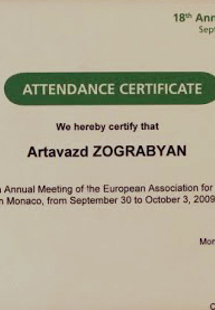 18th Ann
Sept
ATTENDANCE CERTIFICATE
We hereby certify that
Artavazd ZOGRABYAN
Annual Meeting of the European Association for
n Monaco, from September 30 to October 3, 2009
Mon